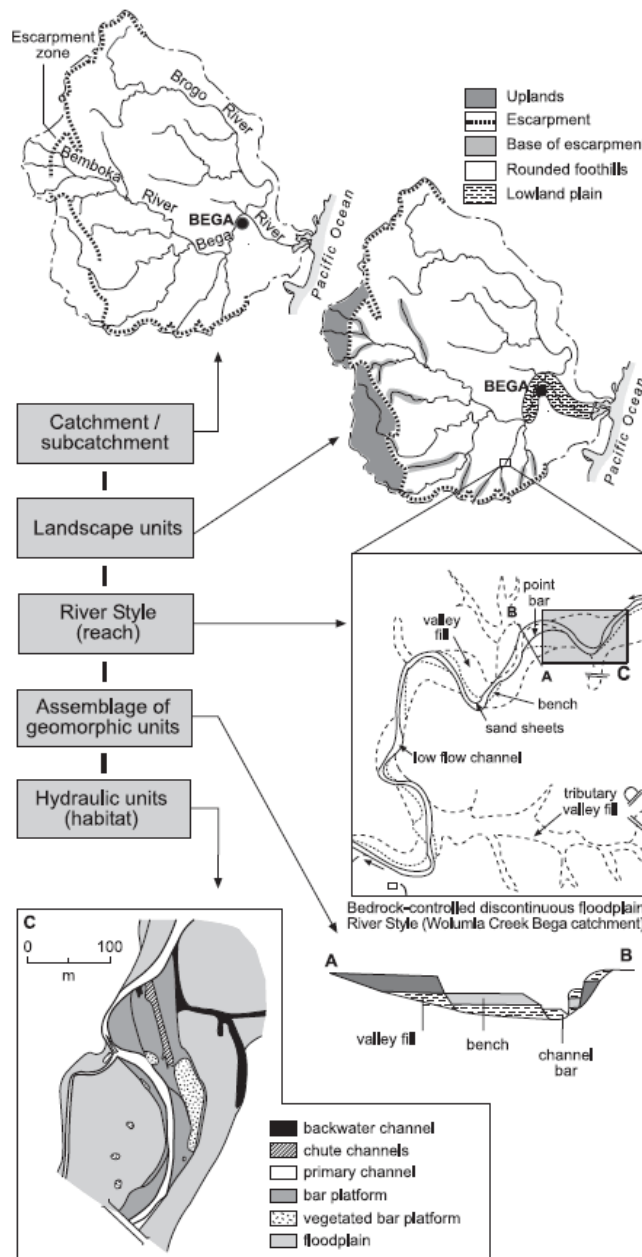 Escarpment
zone
Brogo
River
Bemboka
River
BEGA
Bega
River
Pacific Ocean
Uplands
Escarpment
Base of escarpmen
Rounded foothills
Lowland plain
BEGA
Pacific Ocean
Catchment /
subcatchment
Landscape units
River Style
(reach)
Assemblage of
geomorphic units
Hydraulic units
(habitat)
point
bar
B
valley
fill
A
C
bench
sand sheets
low flow channel
tributary
valley fill
Bedrock-controlled discontinuous floodplain
River Style (Wolumla Creek Bega catchment)
A
B
valley fill
bench
channel
bar
C
0 100
m
backwater channel
chute channels
primary channel
bar platform
vegetated bar platform
floodplain